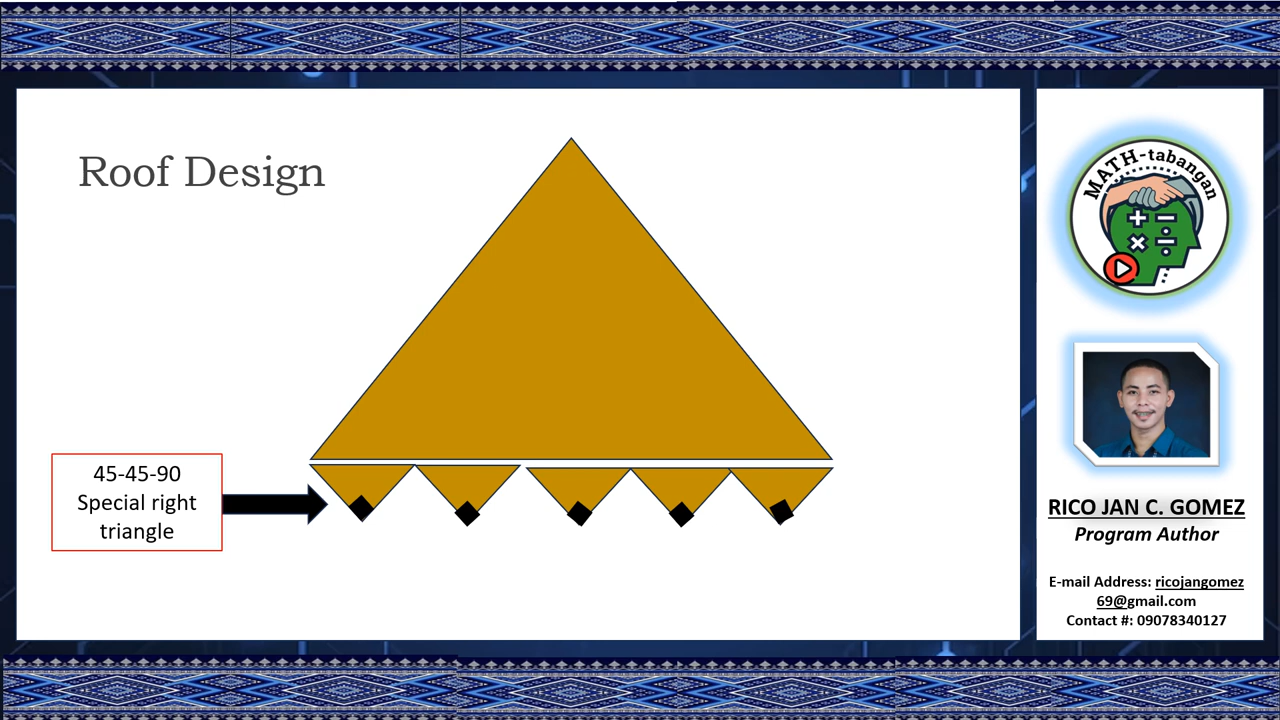 Roof Design
45-45-90
Special right
triangle
MATH-tabangan
RICO JAN C. GOMEZ
Program Author
E-mail Address: ricojangomez
69@gmail.com
Contact #: 09078340127